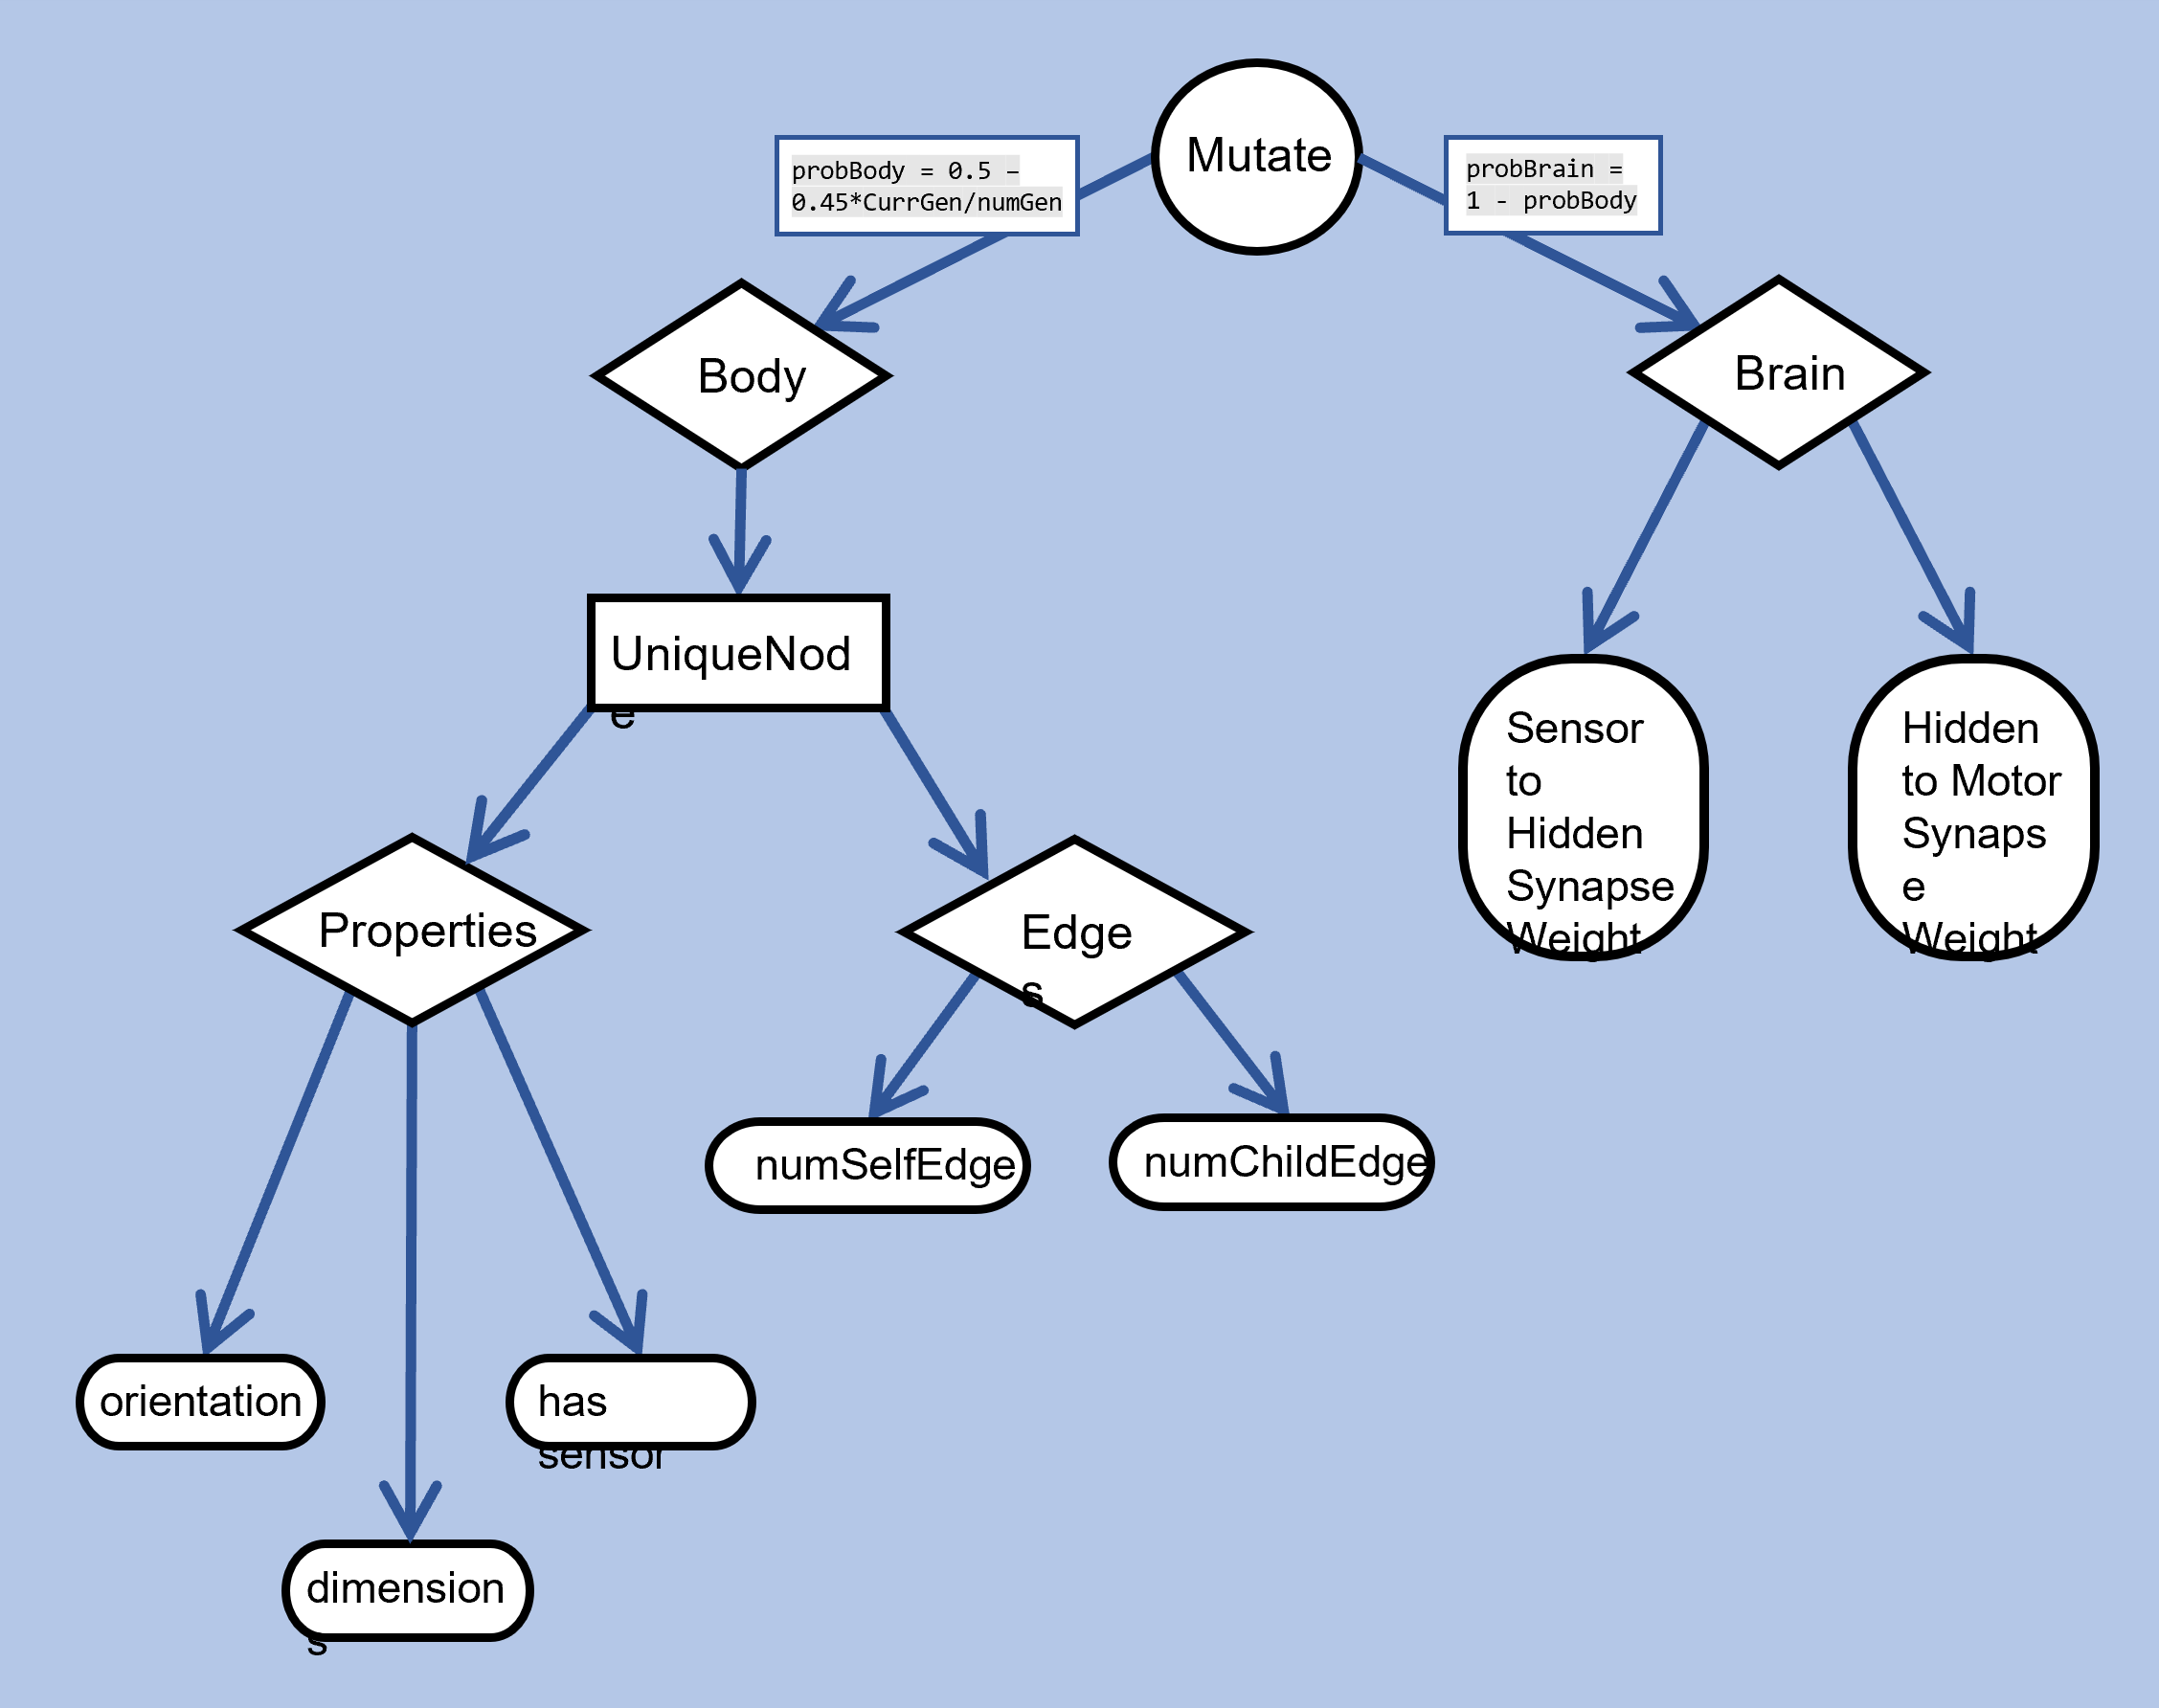 Mutate
probBody = 0.5 –
0.45*CurrGen/numGen
probBrain =
1 - probBody
Body
Brain
UniqueNod
e
Sensor
to
Hidden
Synapse
Weight
Hidden
to Motor
Synaps
e
Weight
Properties
Edge
s
numSelfEdge
numChildEdge
orientation
has
sensor
dimension
s